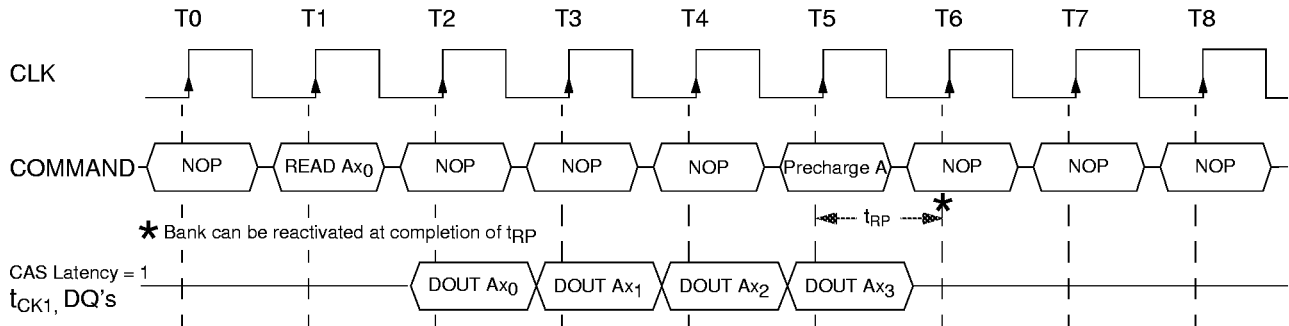 T0 T1 T2 T3 T4 T5 T6 T7 T8
CLK
COMMAND NOP READ Ax0 NOP NOP NOP Precharge A NOP NOP NOP
* tRP
* Bank can be reactivated at completion of tRP
CAS Latency = 1
tCK1, DQ's DOUT Ax0 DOUT Ax1 DOUT Ax2 DOUT Ax3